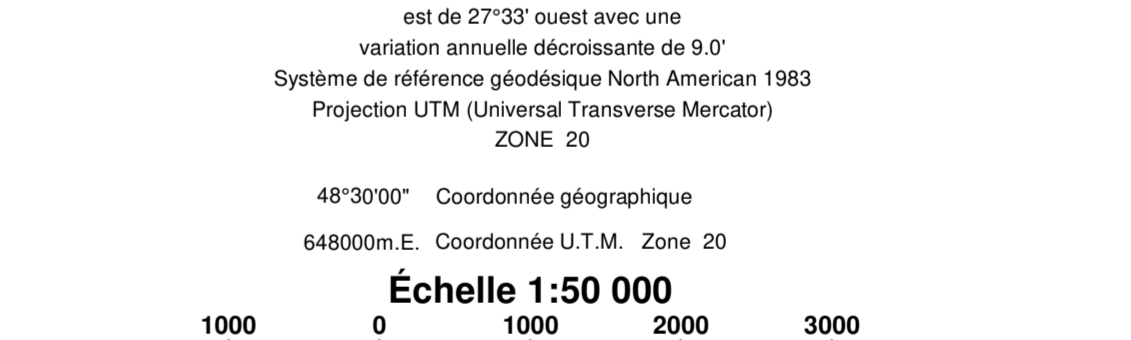 est de 27°33' ouest avec une
variation annuelle décroissante de 9.0'
Système de référence géodésique North American 1983
Projection UTM (Universal Transverse Mercator)
ZONE 20
48°30'00" Coordonnée géographique
648000m.E. Coordonnée U.T.M. Zone 20
Échelle 1:50 000
1000 0 1000 2000 3000